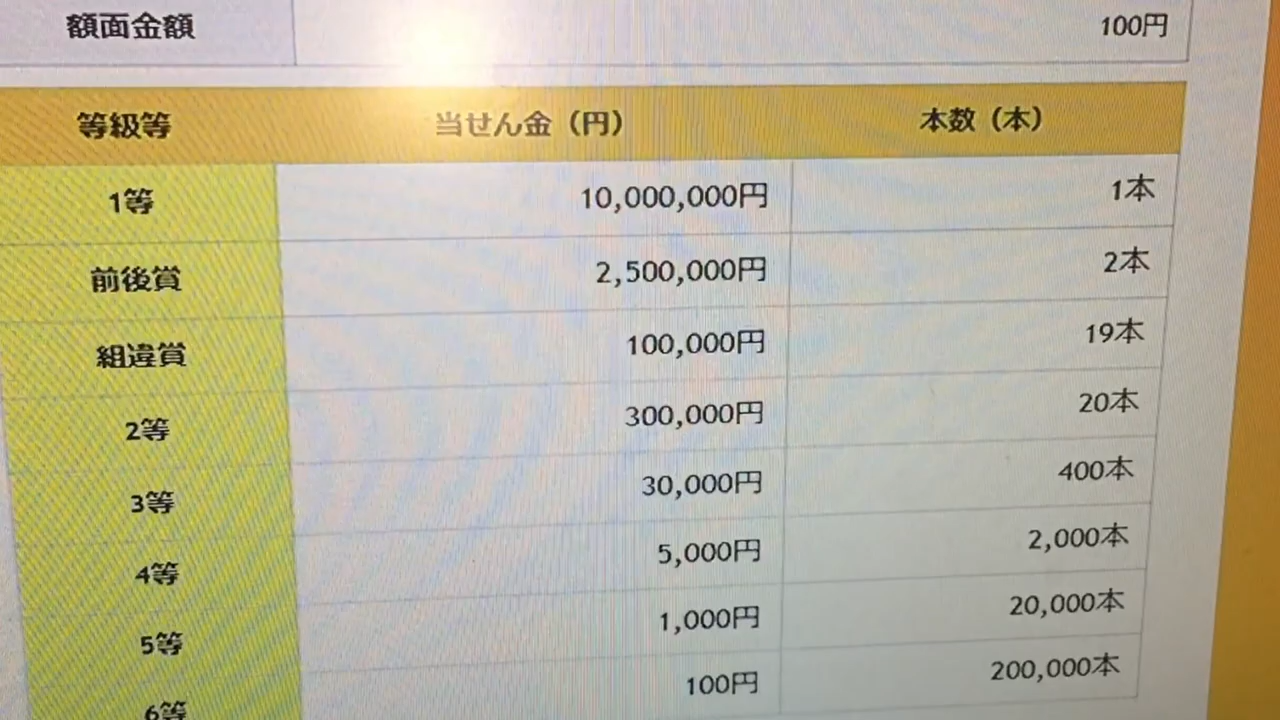 額面金額 100円
等級等 当せん金（円） 本数（本）
1等 10,000,000円 1本
前後賞 2,500,000円 2本
組違賞 100,000円 19本
2等 300,000円 20本
3等 30,000円 400本
4等 5,000円 2,000本
5等 1,000円 20,000本
6等 100円 200,000本